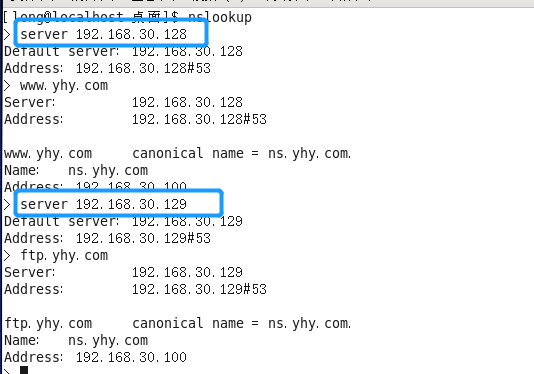 [long@localhost 桌面]$ nslookup
> server 192.168.30.128
Default server: 192.168.30.128
Address: 192.168.30.128#53
> www.yhy.com
Server: 192.168.30.128
Address: 192.168.30.128#53
www.yhy.com canonical name = ns.yhy.com.
Name: ns.yhy.com
Address: 192.168.30.100
> server 192.168.30.129
Default server: 192.168.30.129
Address: 192.168.30.129#53
> ftp.yhy.com
Server: 192.168.30.129
Address: 192.168.30.129#53
ftp.yhy.com canonical name = ns.yhy.com.
Name: ns.yhy.com
Address: 192.168.30.100
>